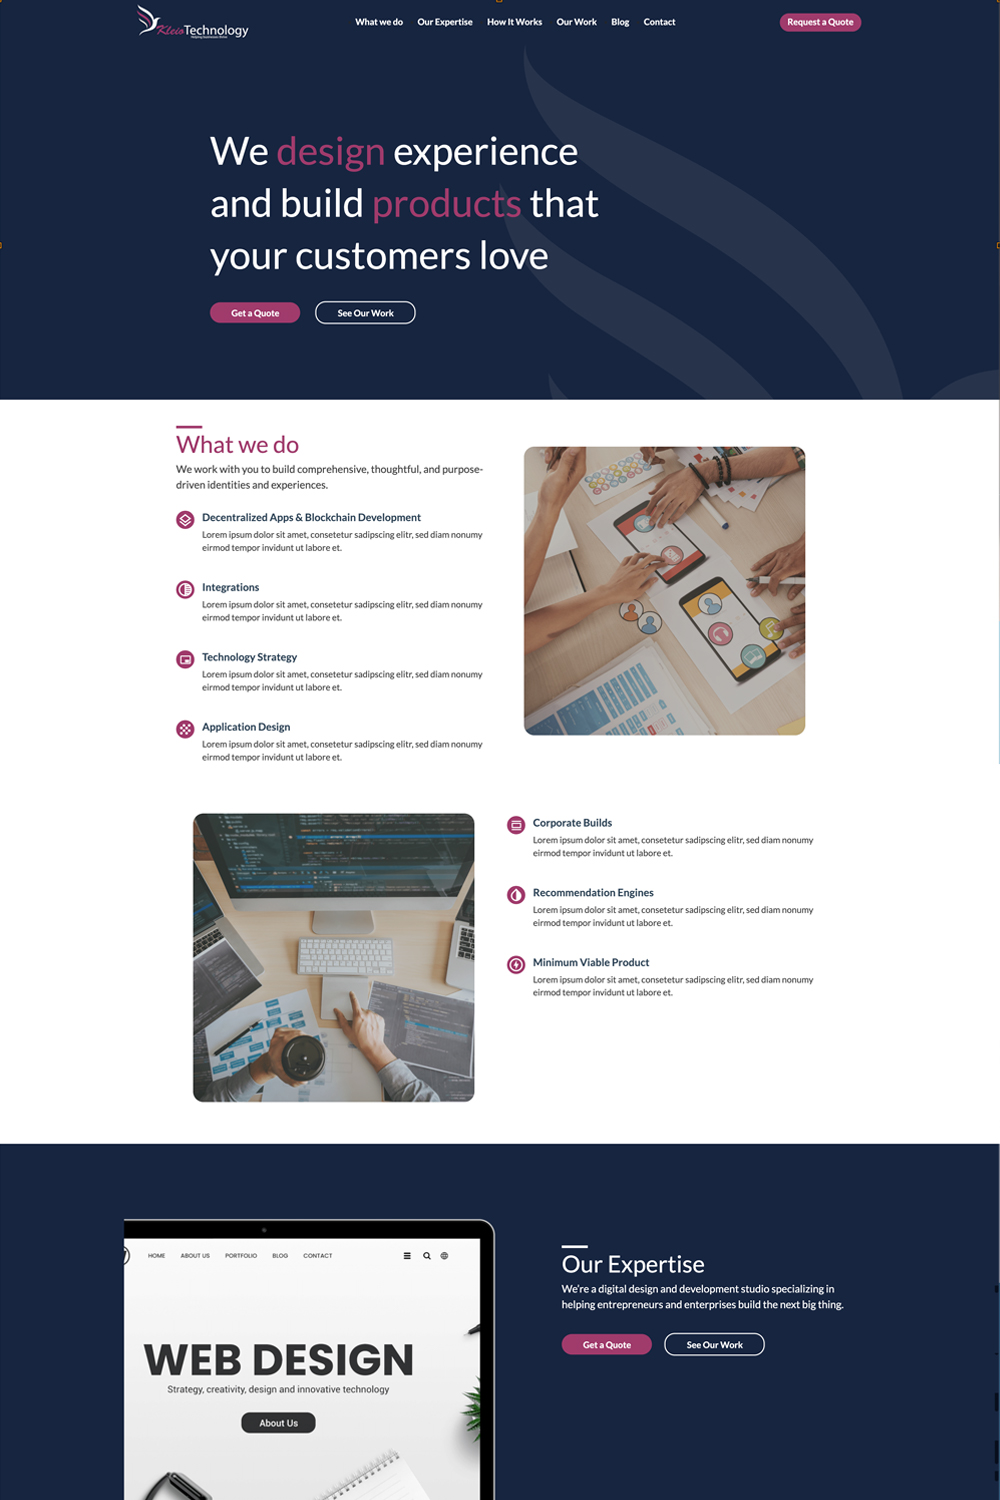 KleioTechnology
What we do
Our Expertise
How It Works
Our Work
Blog
Contact
Request a Quote
We design experience
and build products that
your customers love
Get a Quote
See Our Work
What we do
We work with you to build comprehensive, thoughtful, and purpose-
driven identities and experiences.
Decentralized Apps & Blockchain Development
Lorem ipsum dolor sit amet, consetetur sadipscing elitr, sed diam nonumy
eirmod tempor invidunt ut labore et.
Integrations
Lorem ipsum dolor sit amet, consetetur sadipscing elitr, sed diam nonumy
eirmod tempor invidunt ut labore et.
Technology Strategy
Lorem ipsum dolor sit amet, consetetur sadipscing elitr, sed diam nonumy
eirmod tempor invidunt ut labore et.
Application Design
Lorem ipsum dolor sit amet, consetetur sadipscing elitr, sed diam nonumy
eirmod tempor invidunt ut labore et.
Corporate Builds
Lorem ipsum dolor sit amet, consetetur sadipscing elitr, sed diam nonumy
eirmod tempor invidunt ut labore et.
Recommendation Engines
Lorem ipsum dolor sit amet, consetetur sadipscing elitr, sed diam nonumy
eirmod tempor invidunt ut labore et.
Minimum Viable Product
Lorem ipsum dolor sit amet, consetetur sadipscing elitr, sed diam nonumy
eirmod tempor invidunt ut labore et.
HOME
ABOUT US
PORTFOLIO
BLOG
CONTACT
WEB DESIGN
Strategy, creativity, design and innovative technology
About Us
Our Expertise
We're a digital design and development studio specializing in
helping entrepreneurs and enterprises build the next big thing.
Get a Quote
See Our Work